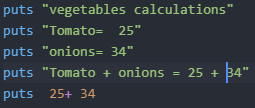 puts "vegetables calculations"
puts "Tomato=  25"
puts "onions= 34"
puts "Tomato + onions = 25 + 34"
puts  25+ 34